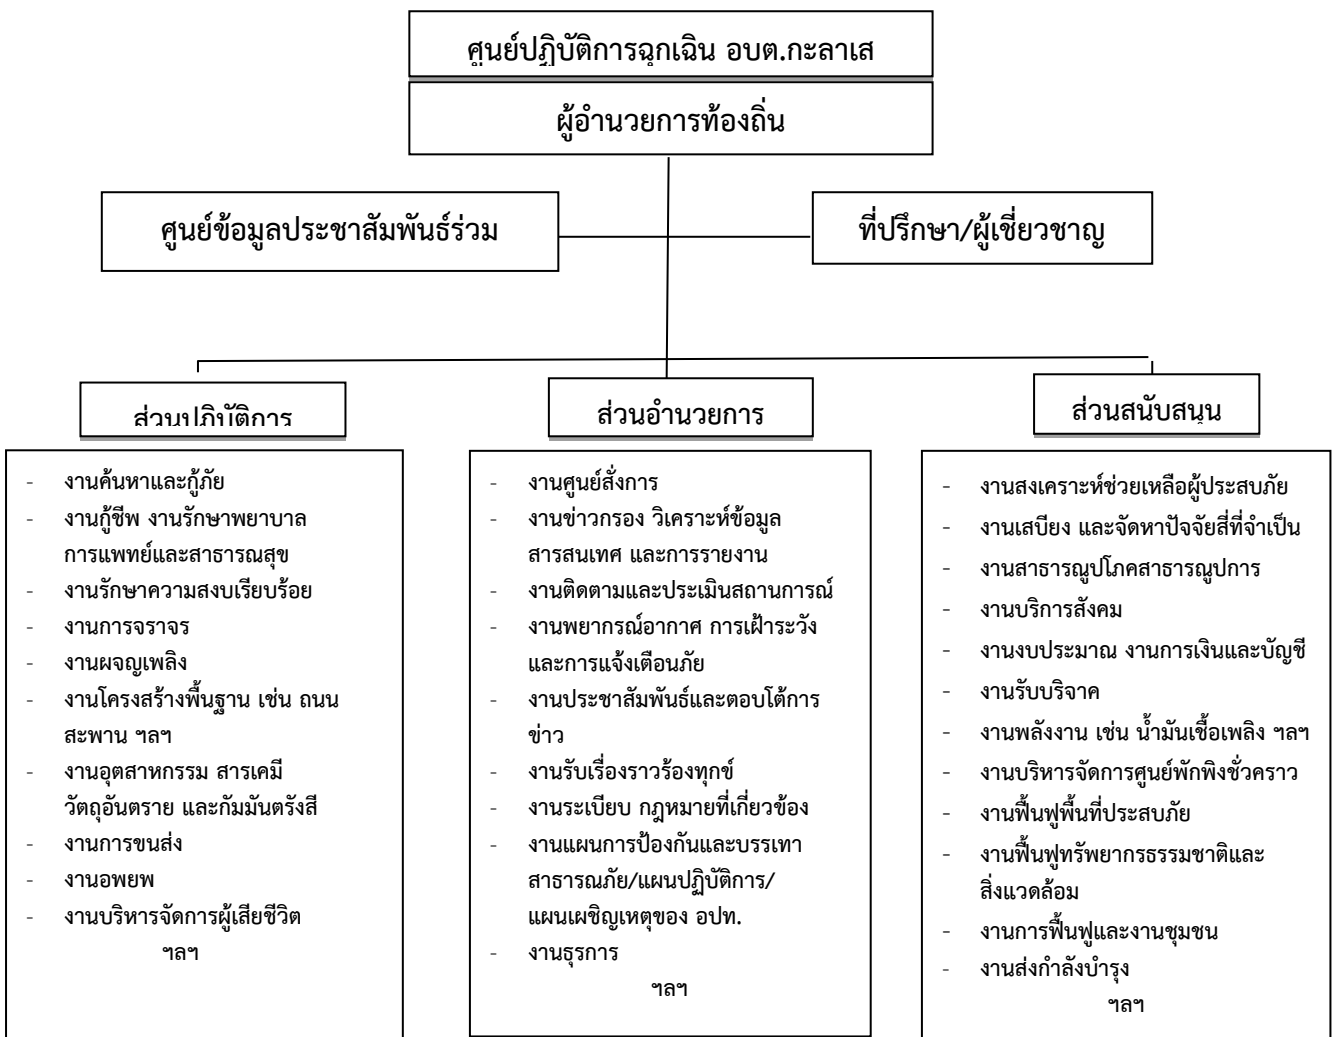 ศูนย์ปฏิบัติการฉุกเฉิน อบต.กะลาเส
ผู้อำนวยการท้องถิ่น
ศูนย์ข้อมูลประชาสัมพันธ์ร่วม
ที่ปรึกษา/ผู้เชี่ยวชาญ
ส่วนปฏิบัติการ
- งานค้นหาและกู้ภัย
- งานกู้ชีพ งานรักษาพยาบาล
การแพทย์และสาธารณสุข
- งานรักษาความสงบเรียบร้อย
- งานการจราจร
- งานผจญเพลิง
- งานโครงสร้างพื้นฐาน เช่น ถนน
สะพาน ฯลฯ
- งานอุตสาหกรรม สารเคมี
วัตถุอันตราย และกัมมันตรังสี
- งานการขนส่ง
- งานอพยพ
- งานบริหารจัดการผู้เสียชีวิต
ฯลฯ
ส่วนอำนวยการ
- งานศูนย์สั่งการ
- งานข่าวกรอง วิเคราะห์ข้อมูล
สารสนเทศ และการรายงาน
- งานติดตามและประเมินสถานการณ์
- งานพยากรณ์อากาศ การเฝ้าระวัง
และการแจ้งเตือนภัย
- งานประชาสัมพันธ์และตอบโต้การ
ข่าว
- งานรับเรื่องราวร้องทุกข์
- งานระเบียบ กฎหมายที่เกี่ยวข้อง
- งานแผนการป้องกันและบรรเทา
สาธารณภัย/แผนปฏิบัติการ/
แผนเผชิญเหตุของ อปท.
- งานธุรการ
ฯลฯ
ส่วนสนับสนุน
- งานสงเคราะห์ช่วยเหลือผู้ประสบภัย
- งานเสบียง และจัดหาปัจจัยสี่ที่จำเป็น
- งานสาธารณูปโภคสาธารณูปการ
- งานบริการสังคม
- งานงบประมาณ งานการเงินและบัญชี
- งานรับบริจาค
- งานพลังงาน เช่น น้ำมันเชื้อเพลิง ฯลฯ
- งานบริหารจัดการศูนย์พักพิงชั่วคราว
- งานฟื้นฟูพื้นที่ประสบภัย
- งานฟื้นฟูทรัพยากรธรรมชาติและ
สิ่งแวดล้อม
- งานการฟื้นฟูและงานชุมชน
- งานส่งกำลังบำรุง
ฯลฯ